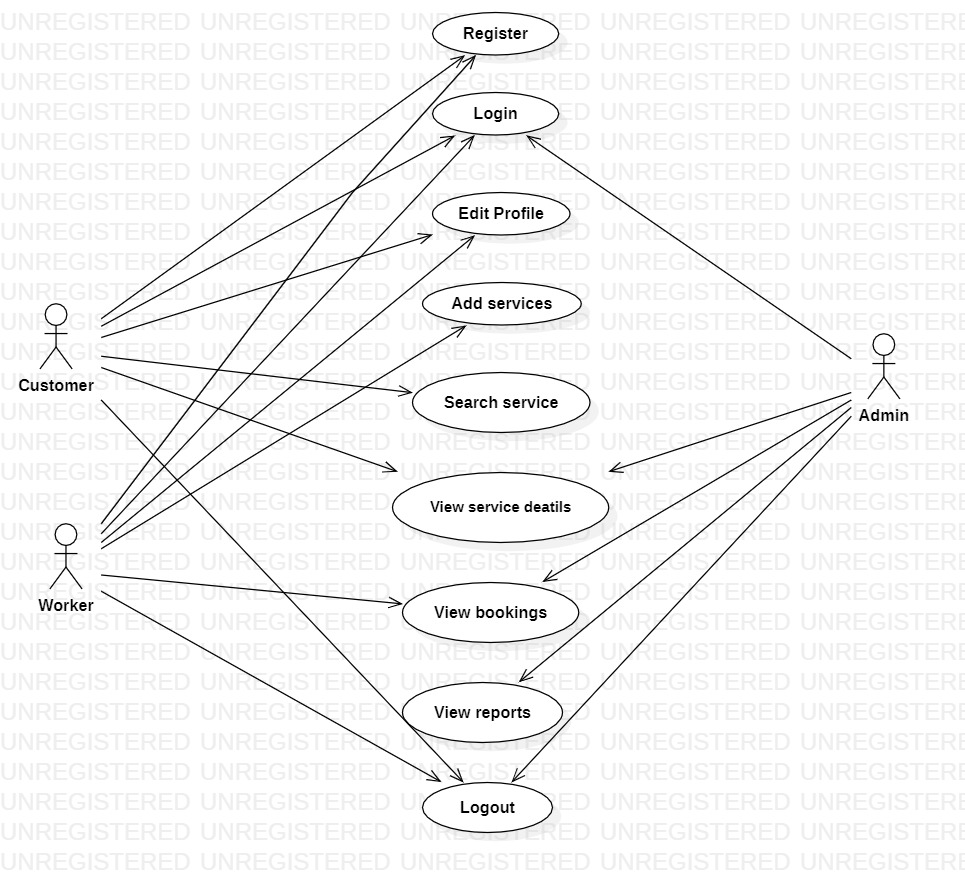 Register
Login
Edit Profile
Add services
Search service
View service deatils
View bookings
View reports
Logout
Customer
Worker
Admin
UNREGISTERED